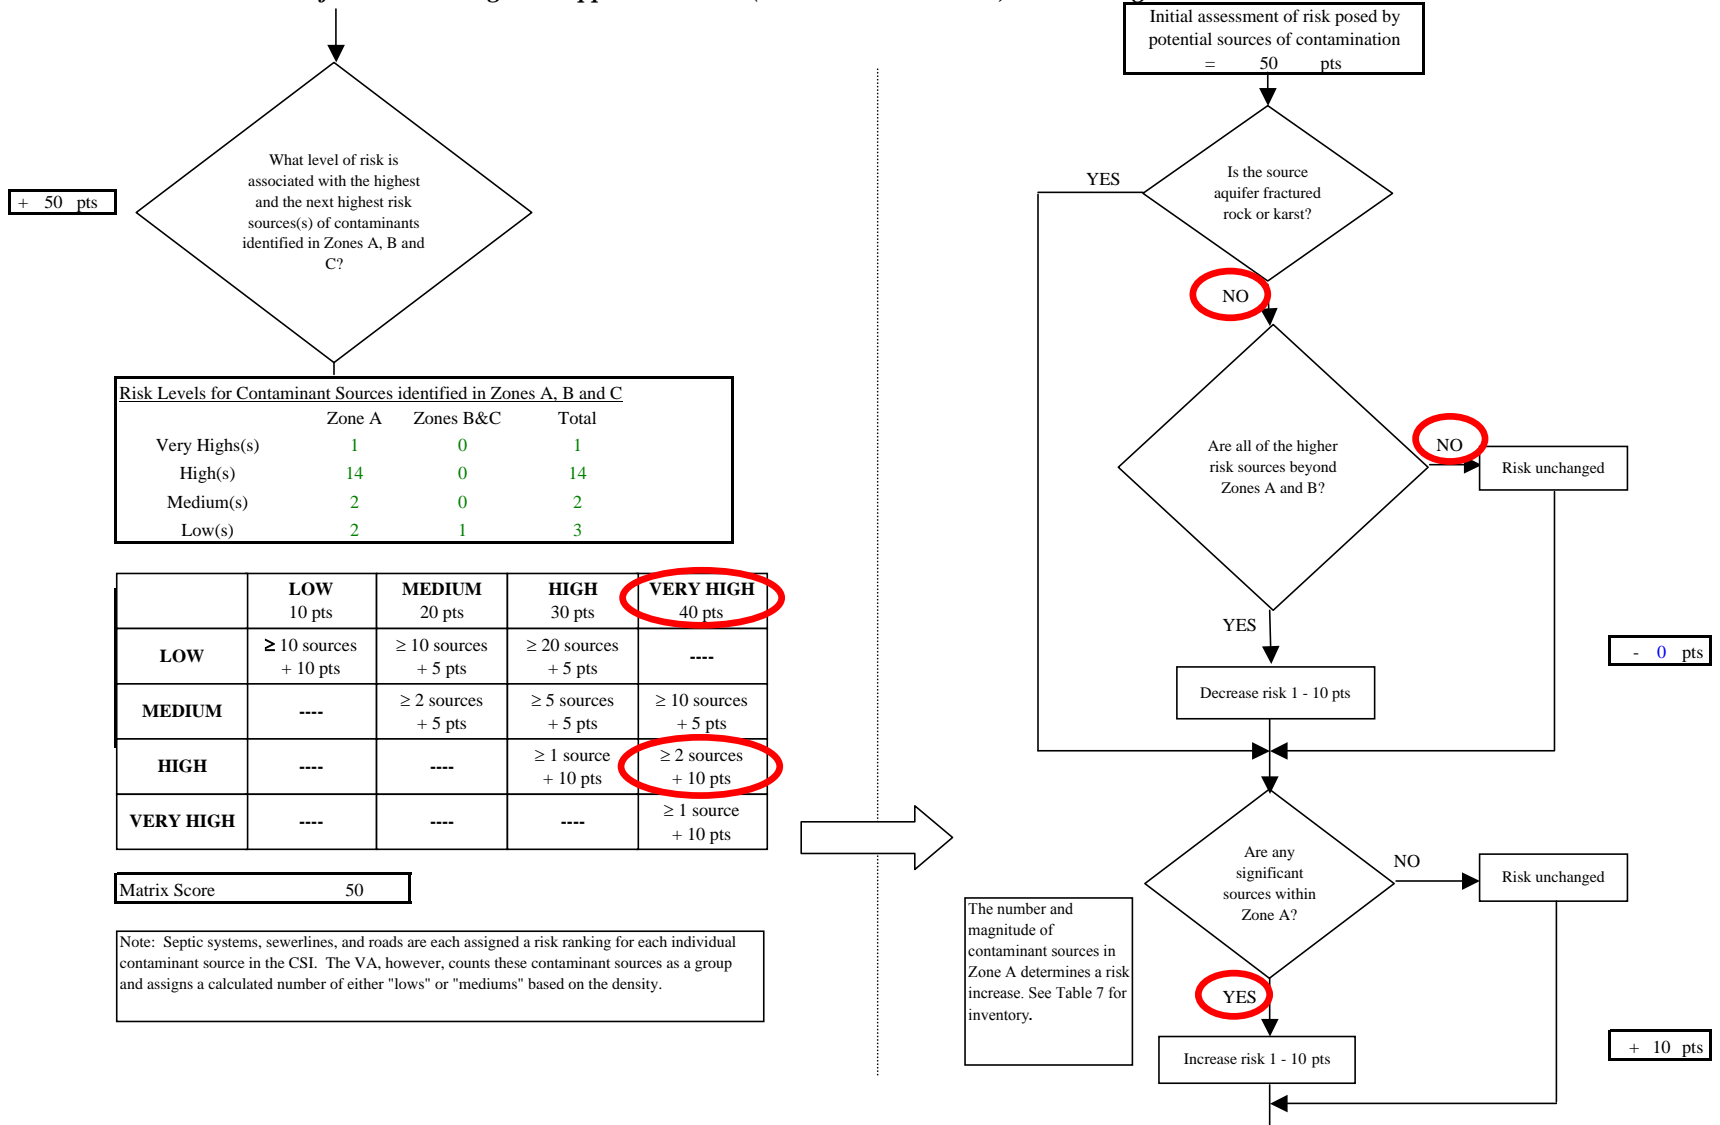 Initial assessment of risk posed by
potential sources of contamination
= 50 pts
What level of risk is
associated with the highest
and the next highest risk
sources(s) of contaminants
identified in Zones A, B and
C?
+ 50 pts
Risk Levels for Contaminant Sources identified in Zones A, B and C
Zone A Zones B&C Total
Very Highs(s) 1 0 1
High(s) 14 0 14
Medium(s) 2 0 2
Low(s) 2 1 3
LOW MEDIUM HIGH VERY HIGH
10 pts 20 pts 30 pts 40 pts
LOW ≥ 10 sources ≥ 10 sources ≥ 20 sources ----
+ 10 pts + 5 pts + 5 pts
MEDIUM ---- ≥ 2 sources ≥ 5 sources ≥ 10 sources
+ 5 pts + 5 pts + 5 pts
HIGH ---- ---- ≥ 1 source ≥ 2 sources
+ 10 pts + 10 pts
VERY HIGH ---- ---- ---- ≥ 1 source
+ 10 pts
Matrix Score 50
Note: Septic systems, sewerlines, and roads are each assigned a risk ranking for each individual
contaminant source in the CSI. The VA, however, counts these contaminant sources as a group
and assigns a calculated number of either "lows" or "mediums" based on the density.
YES
Is the source
aquifer fractured
rock or karst?
NO
Are all of the higher
risk sources beyond
Zones A and B?
NO
Risk unchanged
YES
- 0 pts
Decrease risk 1 - 10 pts
Are any
significant
sources within
Zone A?
NO
Risk unchanged
The number and
magnitude of
contaminant sources in
Zone A determines a risk
increase. See Table 7 for
inventory.
YES
Increase risk 1 - 10 pts
+ 10 pts